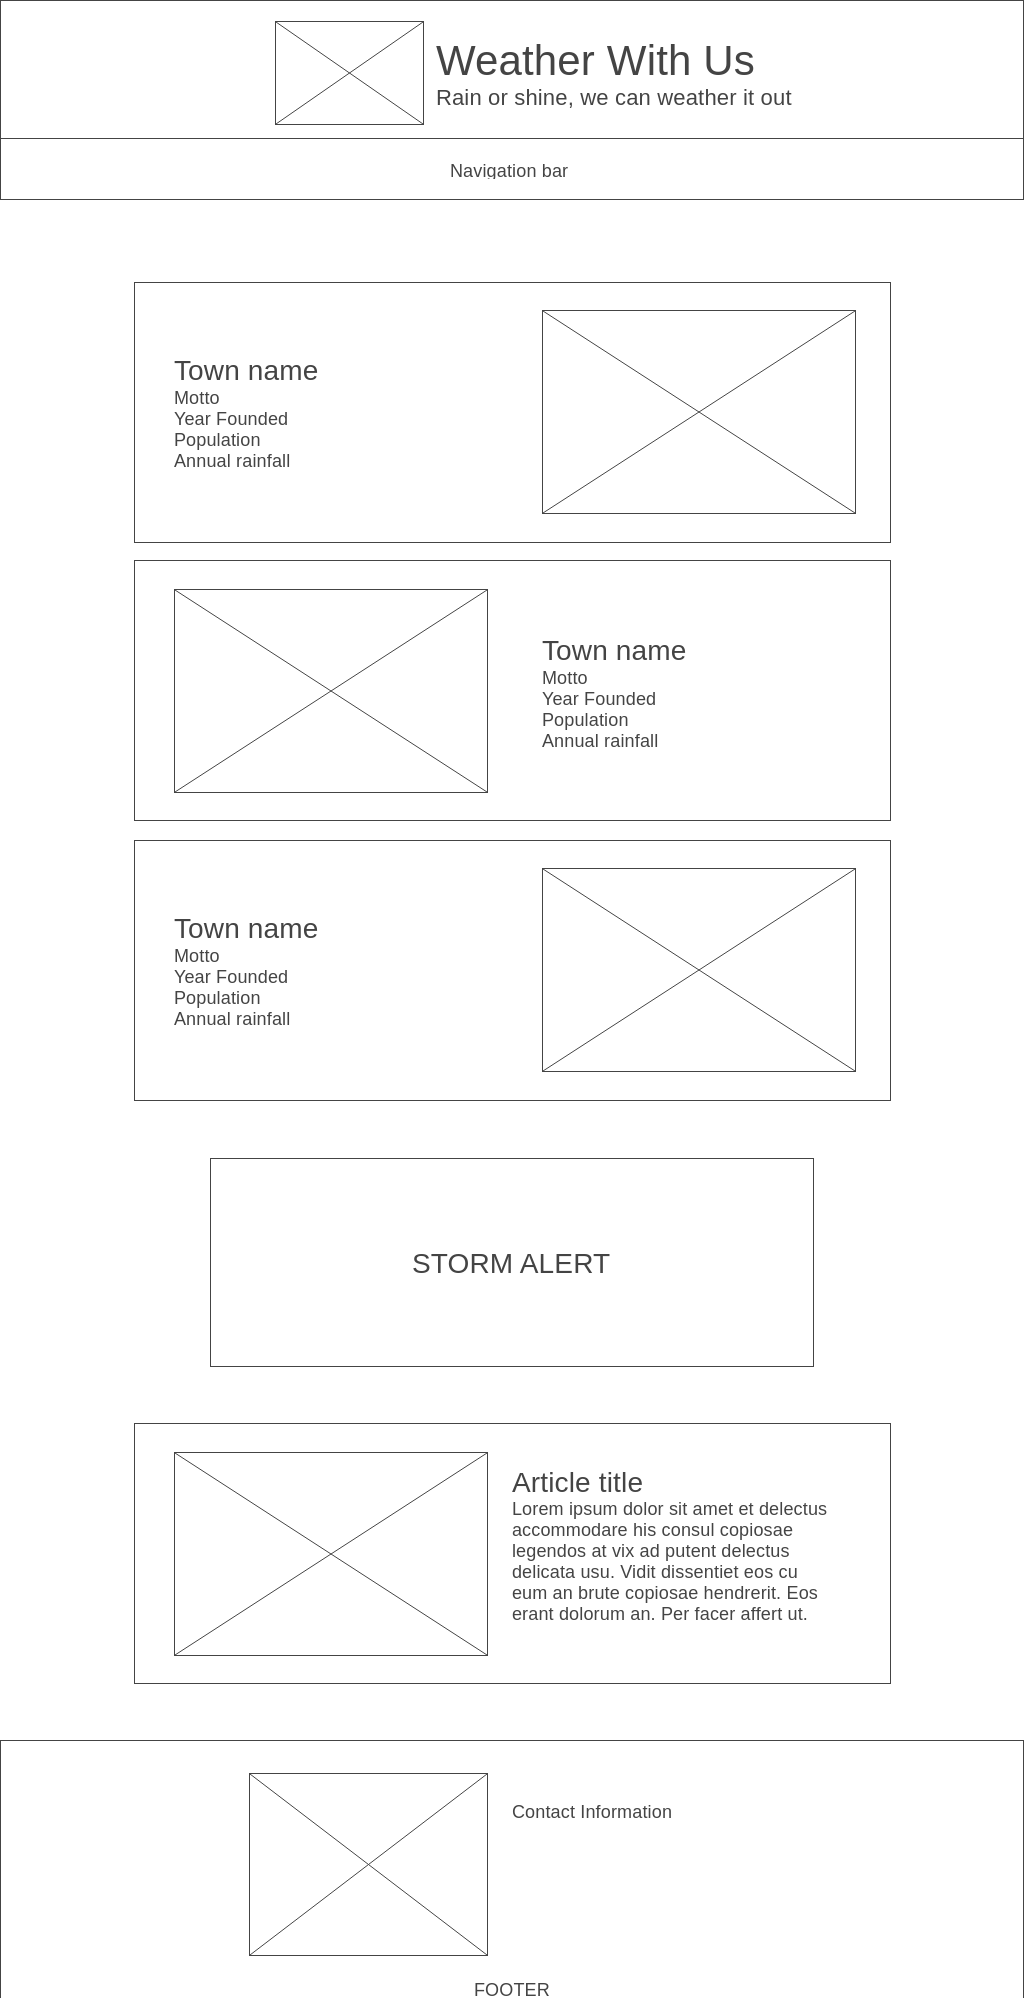 Weather With Us
Rain or shine, we can weather it out
Navigation bar
Town name
Motto
Year Founded
Population
Annual rainfall
Town name
Motto
Year Founded
Population
Annual rainfall
Town name
Motto
Year Founded
Population
Annual rainfall
STORM ALERT
Article title
Lorem ipsum dolor sit amet et delectus
accommodare his consul copiosae
legendos at vix ad putent delectus
delicata usu. Vidit dissentiet eos cu
eum an brute copiosae hendrerit. Eos
erant dolorum an. Per facer affert ut.
Contact Information
FOOTER